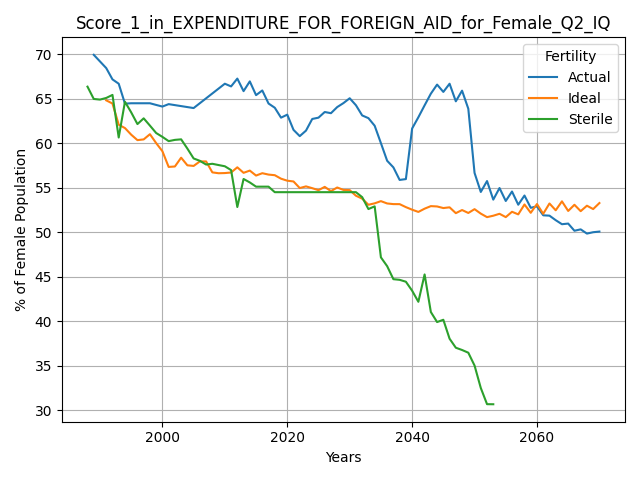 Score_1_in_EXPENDITURE_FOR_FOREIGN_AID_for_Female_Q2_IQ
% of Female Population
70
65
60
55
50
45
40
35
30
Fertility
Actual
Ideal
Sterile
2000 2020 2040 2060
Years